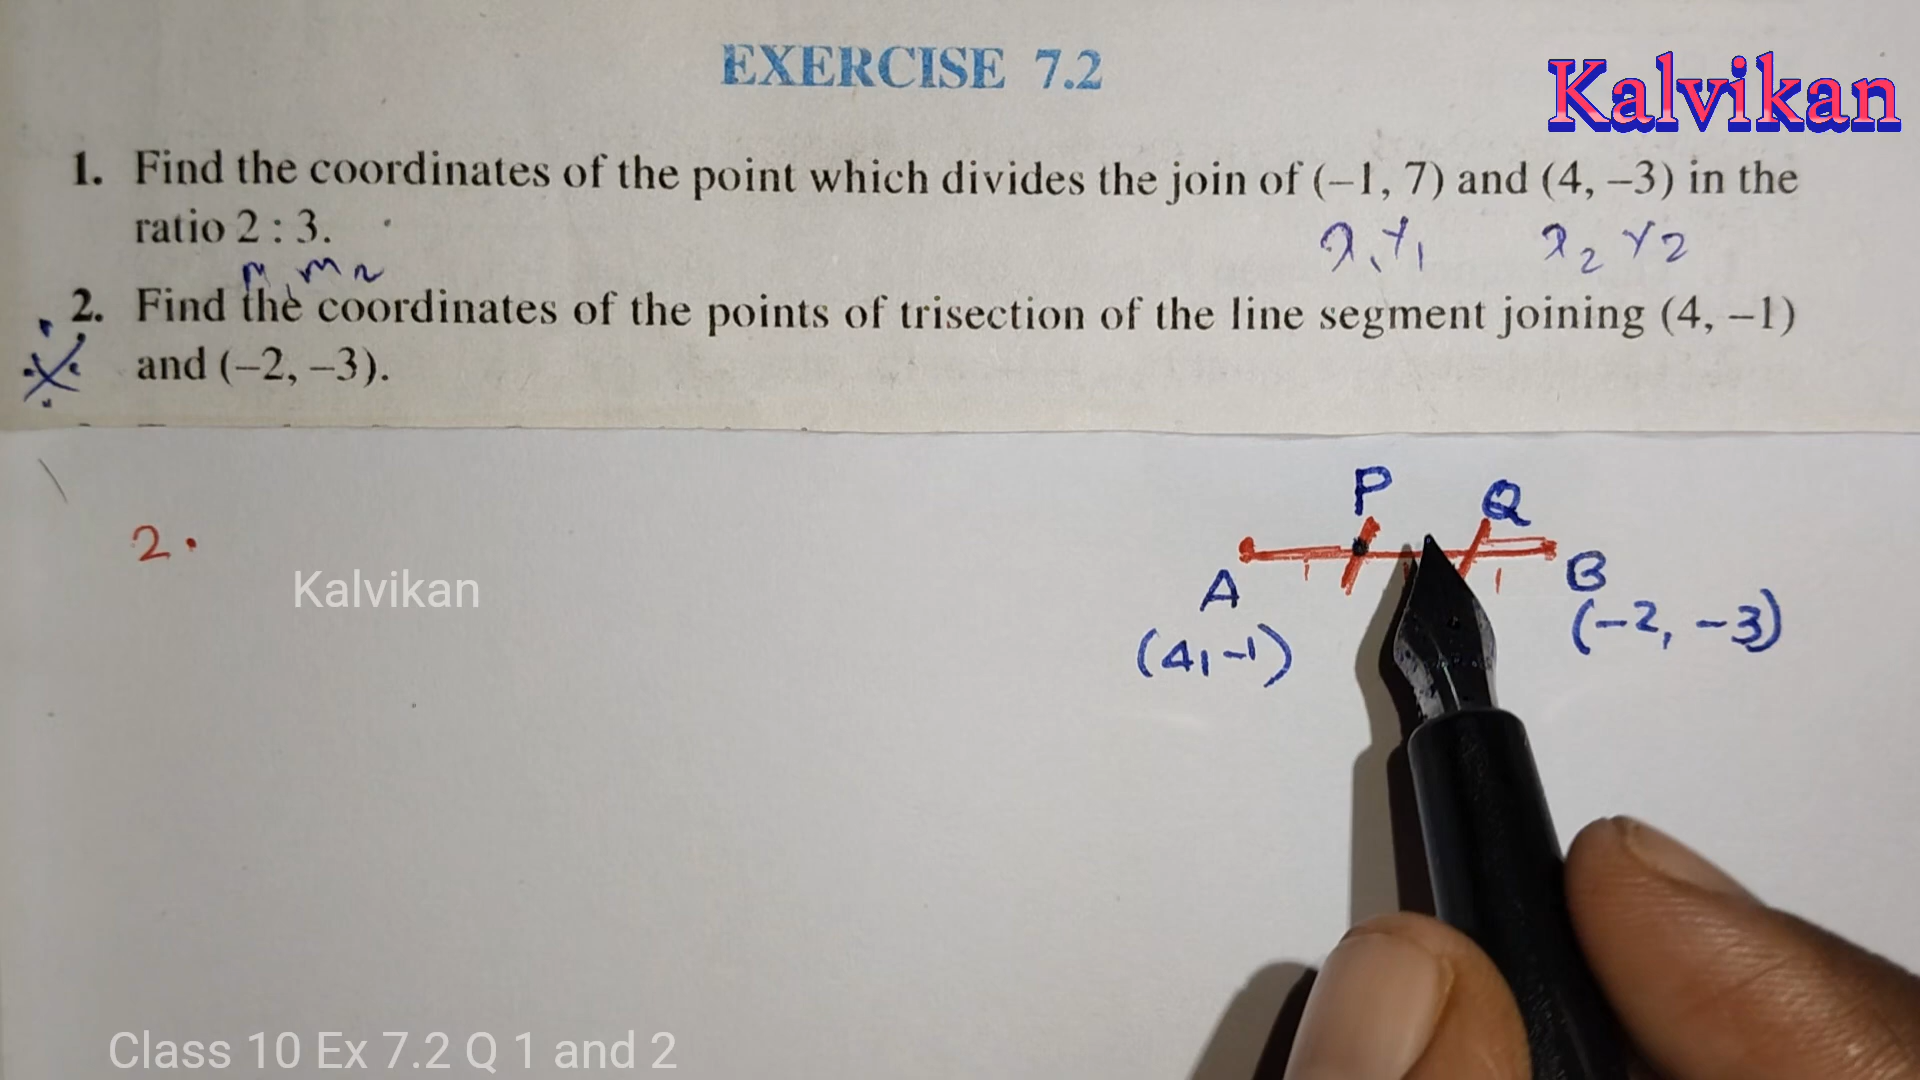 EXERCISE 7.2
Kalvikan
1. Find the coordinates of the point which divides the join of (–1, 7) and (4, –3) in the
ratio 2 : 3.
x₁ y₁ x₂ y₂
m₁ m₂
2. Find the coordinates of the points of trisection of the line segment joining (4, –1)
and (–2, –3).
P Q
2.
Kalvikan
1 1
A B
(4, -1) (-2, -3)
Class 10 Ex 7.2 Q 1 and 2